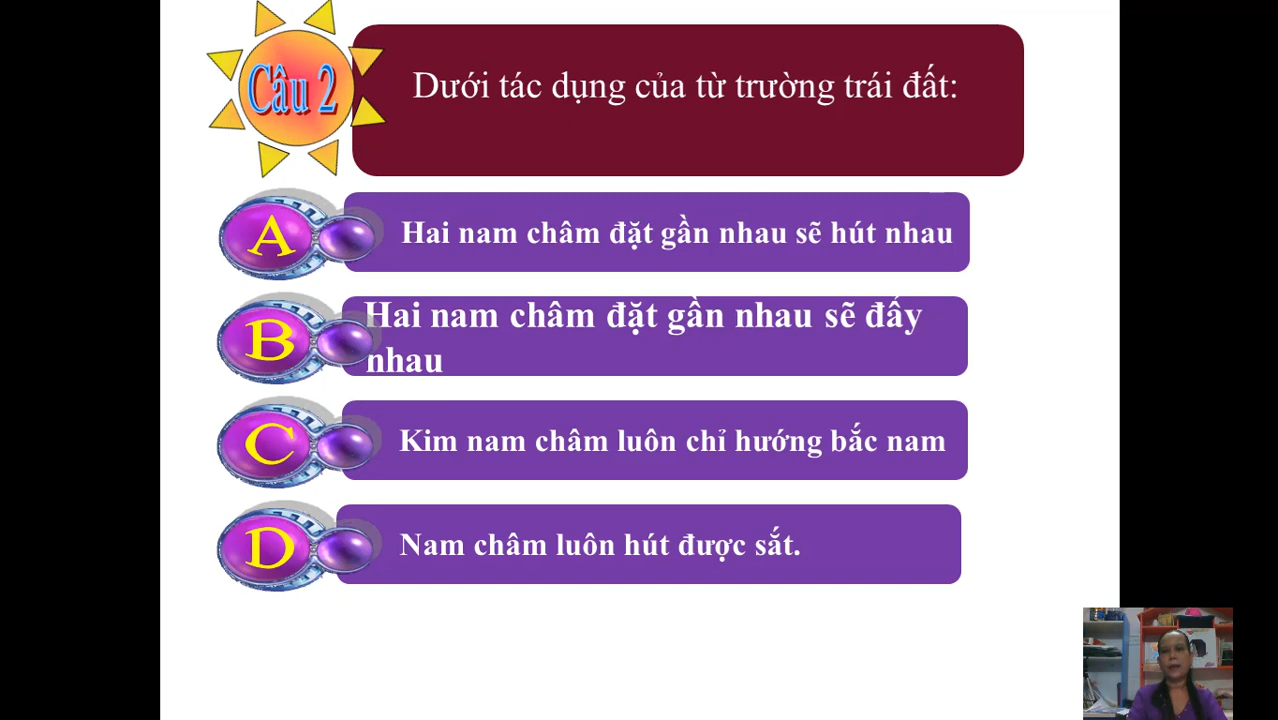 Câu 2
Dưới tác dụng của từ trường trái đất:
A
Hai nam châm đặt gần nhau sẽ hút nhau
B
Hai nam châm đặt gần nhau sẽ đẩy
nhau
C
Kim nam châm luôn chỉ hướng bắc nam
D
Nam châm luôn hút được sắt.